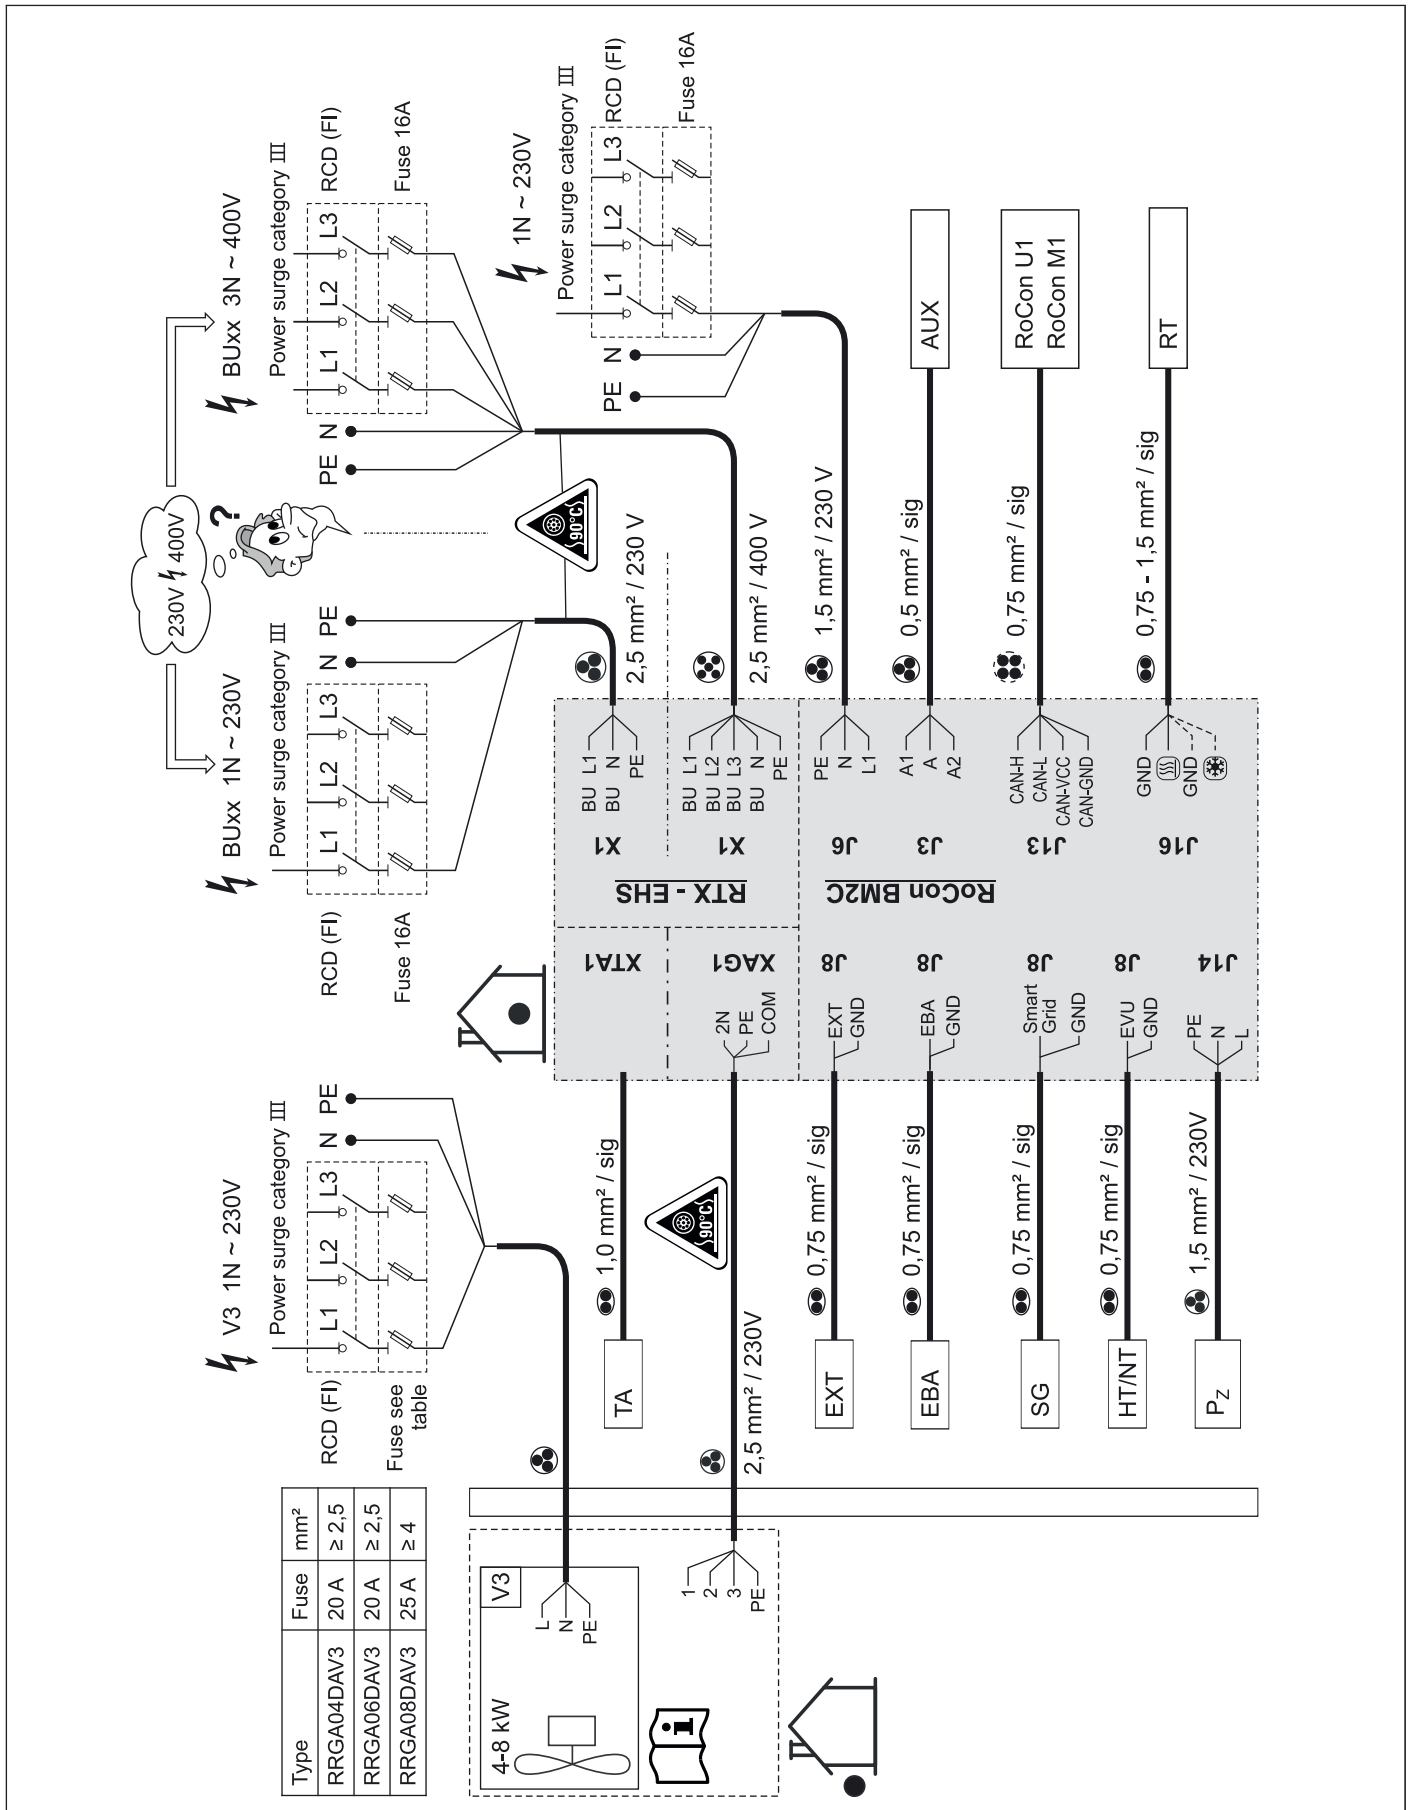 Type Fuse mm²
RRGA04DAV3 20 A ≥ 2,5
RRGA06DAV3 20 A ≥ 2,5
RRGA08DAV3 25 A ≥ 4
V3 1N ~ 230V
Power surge category III
L1 L2 L3 N PE
RCD (FI)
Fuse see
table
230V 400V
?
BUxx 1N ~ 230V
Power surge category III
L1 L2 L3 N PE
RCD (FI)
Fuse 16A
BUxx 3N ~ 400V
Power surge category III
PE N L1 L2 L3
RCD (FI)
Fuse 16A
1N ~ 230V
Power surge category III
PE N L1 L2 L3
RCD (FI)
Fuse 16A
90°C
2,5 mm² / 230 V
2,5 mm² / 400 V
1,5 mm² / 230 V
0,5 mm² / sig
AUX
0,75 mm² / sig
RoCon U1
RoCon M1
0,75 - 1,5 mm² / sig
RT
4-8 kW
V3
L
N
PE
i
1
2
3
PE
2,5 mm² / 230V
90°C
TA
1,0 mm² / sig
EXT
0,75 mm² / sig
EBA
0,75 mm² / sig
SG
0,75 mm² / sig
HT/NT
0,75 mm² / sig
PZ
1,5 mm² / 230V
XTA1
XAG1
2N
PE
COM
J8
EXT
GND
J8
EBA
GND
J8
Smart
Grid
GND
J8
EVU
GND
J14
PE
N
L
RTX - EHS
X1
BU L1
BU N
PE
X1
BU L1
BU L2
BU L3
BU N
PE
RoCon BM2C
J6
PE
N
L1
J3
A1
A
A2
J13
CAN-H
CAN-L
CAN-VCC
CAN-GND
J16
GND
GND